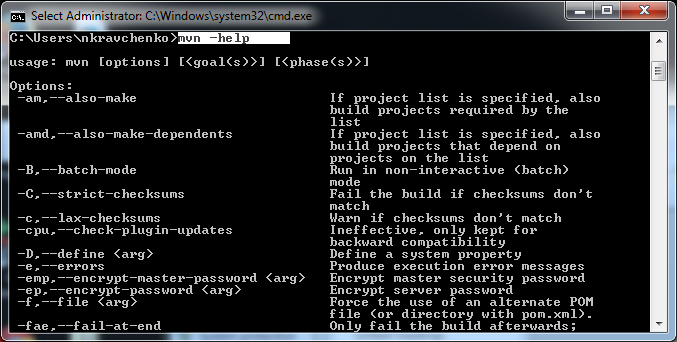 Select Administrator: C:\Windows\system32\cmd.exe
C:\Users\nkravchenko>mvn -help
usage: mvn [options] [<goal(s)>] [<phase(s)>]
Options:
-am,--also-make If project list is specified, also
build projects required by the
list
-amd,--also-make-dependents If project list is specified, also
build projects that depend on
projects on the list
-B,--batch-mode Run in non-interactive (batch)
mode
-C,--strict-checksums Fail the build if checksums don't
match
-c,--lax-checksums Warn if checksums don't match
-cpu,--check-plugin-updates Ineffective, only kept for
backward compatibility
-D,--define <arg> Define a system property
-e,--errors Produce execution error messages
-emp,--encrypt-master-password <arg> Encrypt master security password
-ep,--encrypt-password <arg> Encrypt server password
-f,--file <arg> Force the use of an alternate POM
file (or directory with pom.xml).
-fae,--fail-at-end Only fail the build afterwards;